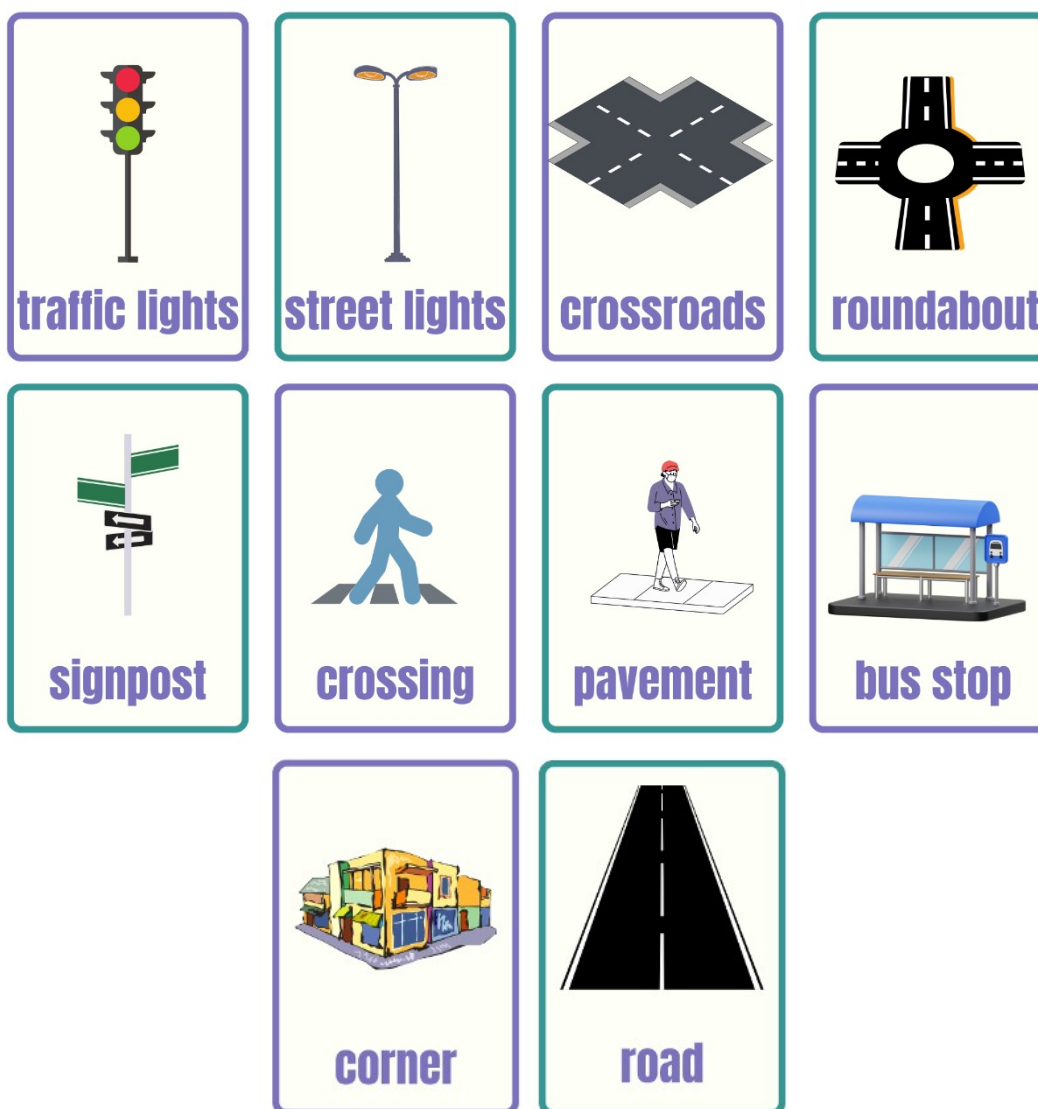 traffic lights
street lights
crossroads
roundabout
signpost
crossing
pavement
bus stop
corner
road